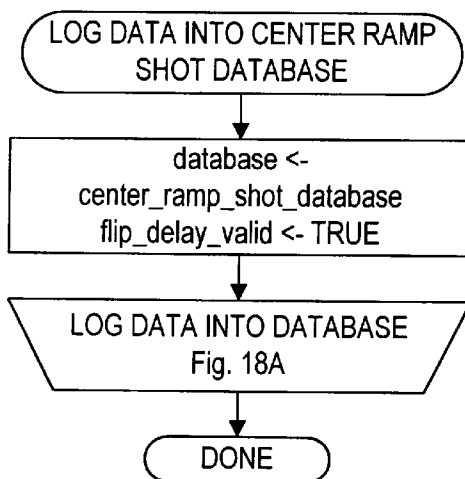 LOG DATA INTO CENTER RAMP
SHOT DATABASE
database <-
center_ramp_shot_database
flip_delay_valid <- TRUE
LOG DATA INTO DATABASE
Fig. 18A
DONE